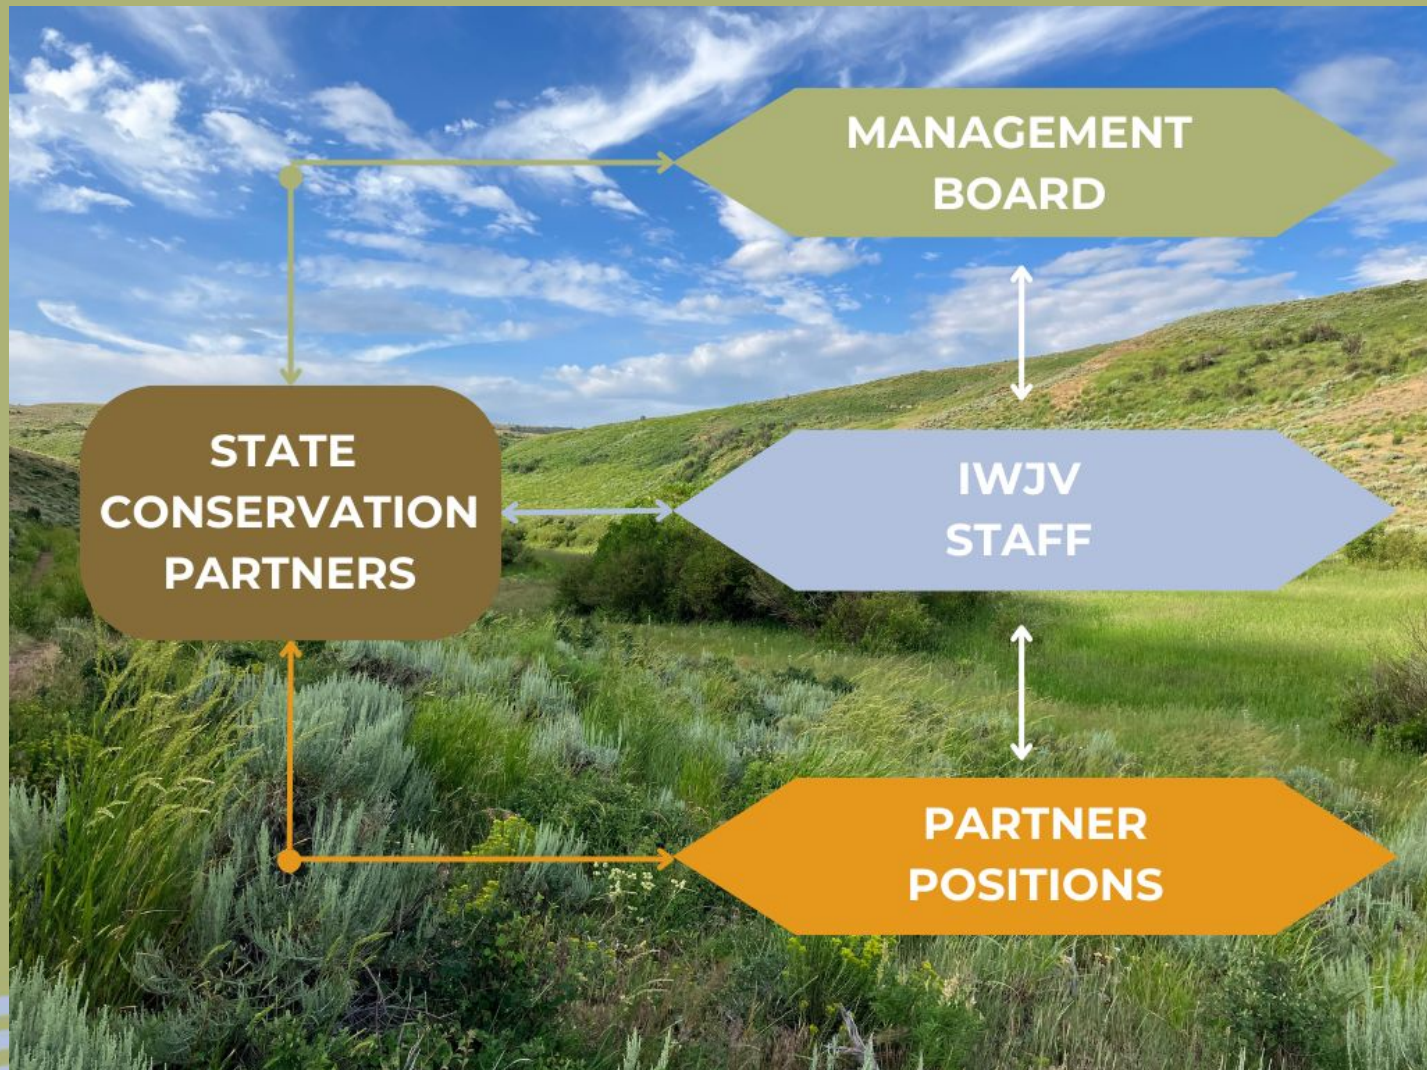 MANAGEMENT
BOARD
STATE
CONSERVATION
PARTNERS
IWJV
STAFF
PARTNER
POSITIONS